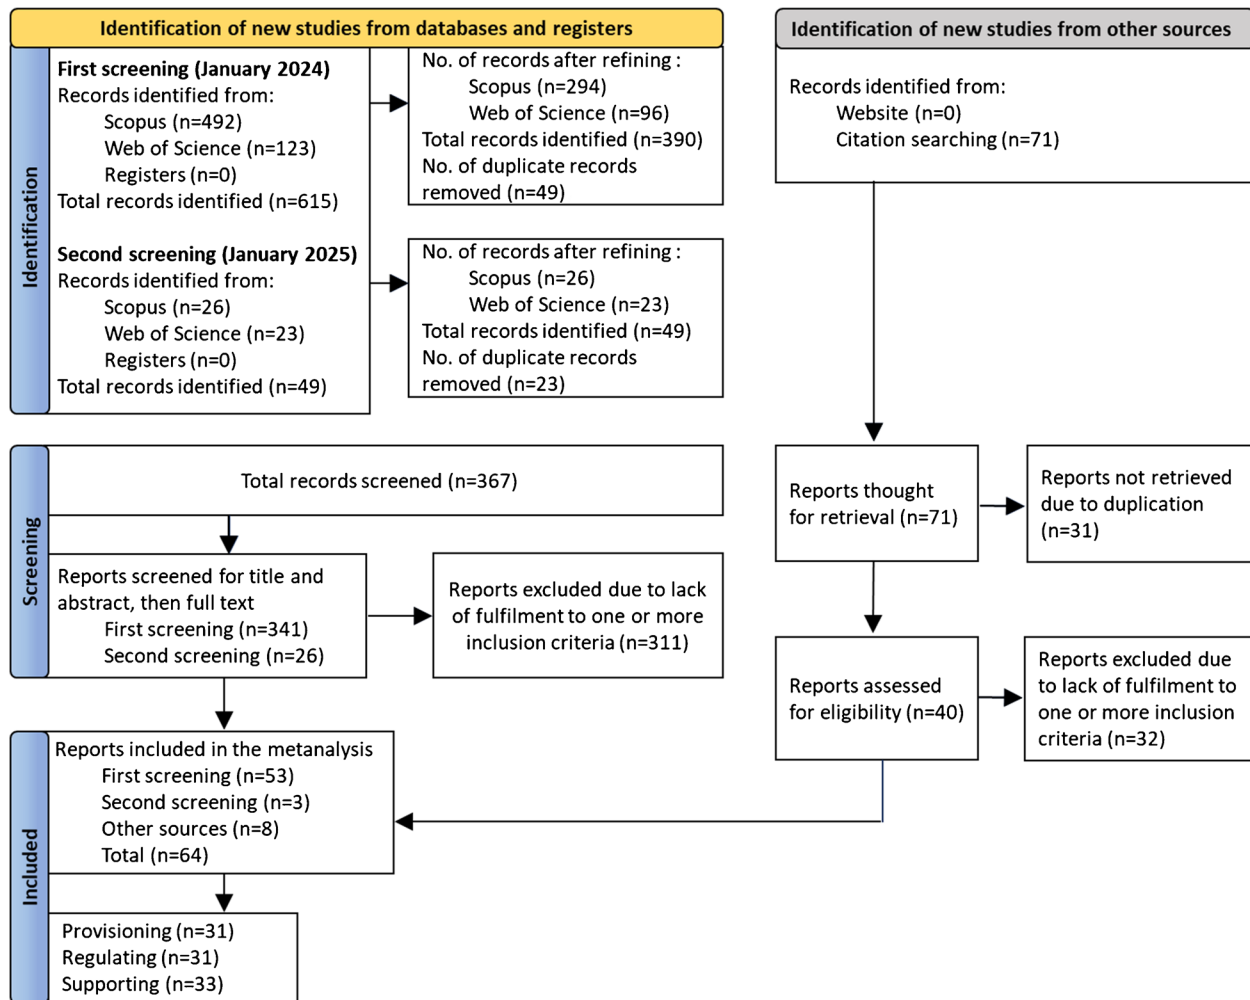 Identification of new studies from databases and registers
Identification of new studies from other sources
Identification
First screening (January 2024)
Records identified from:
Scopus (n=492)
Web of Science (n=123)
Registers (n=0)
Total records identified (n=615)
Second screening (January 2025)
Records identified from:
Scopus (n=26)
Web of Science (n=23)
Registers (n=0)
Total records identified (n=49)
No. of records after refining :
Scopus (n=294)
Web of Science (n=96)
Total records identified (n=390)
No. of duplicate records
removed (n=49)
No. of records after refining :
Scopus (n=26)
Web of Science (n=23)
Total records identified (n=49)
No. of duplicate records
removed (n=23)
Records identified from:
Website (n=0)
Citation searching (n=71)
Screening
Total records screened (n=367)
Reports screened for title and
abstract, then full text
First screening (n=341)
Second screening (n=26)
Reports excluded due to lack
of fulfilment to one or more
inclusion criteria (n=311)
Reports thought
for retrieval (n=71)
Reports not retrieved
due to duplication
(n=31)
Reports assessed
for eligibility (n=40)
Reports excluded due
to lack of fulfilment to
one or more inclusion
criteria (n=32)
Included
Reports included in the metanalysis
First screening (n=53)
Second screening (n=3)
Other sources (n=8)
Total (n=64)
Provisioning (n=31)
Regulating (n=31)
Supporting (n=33)